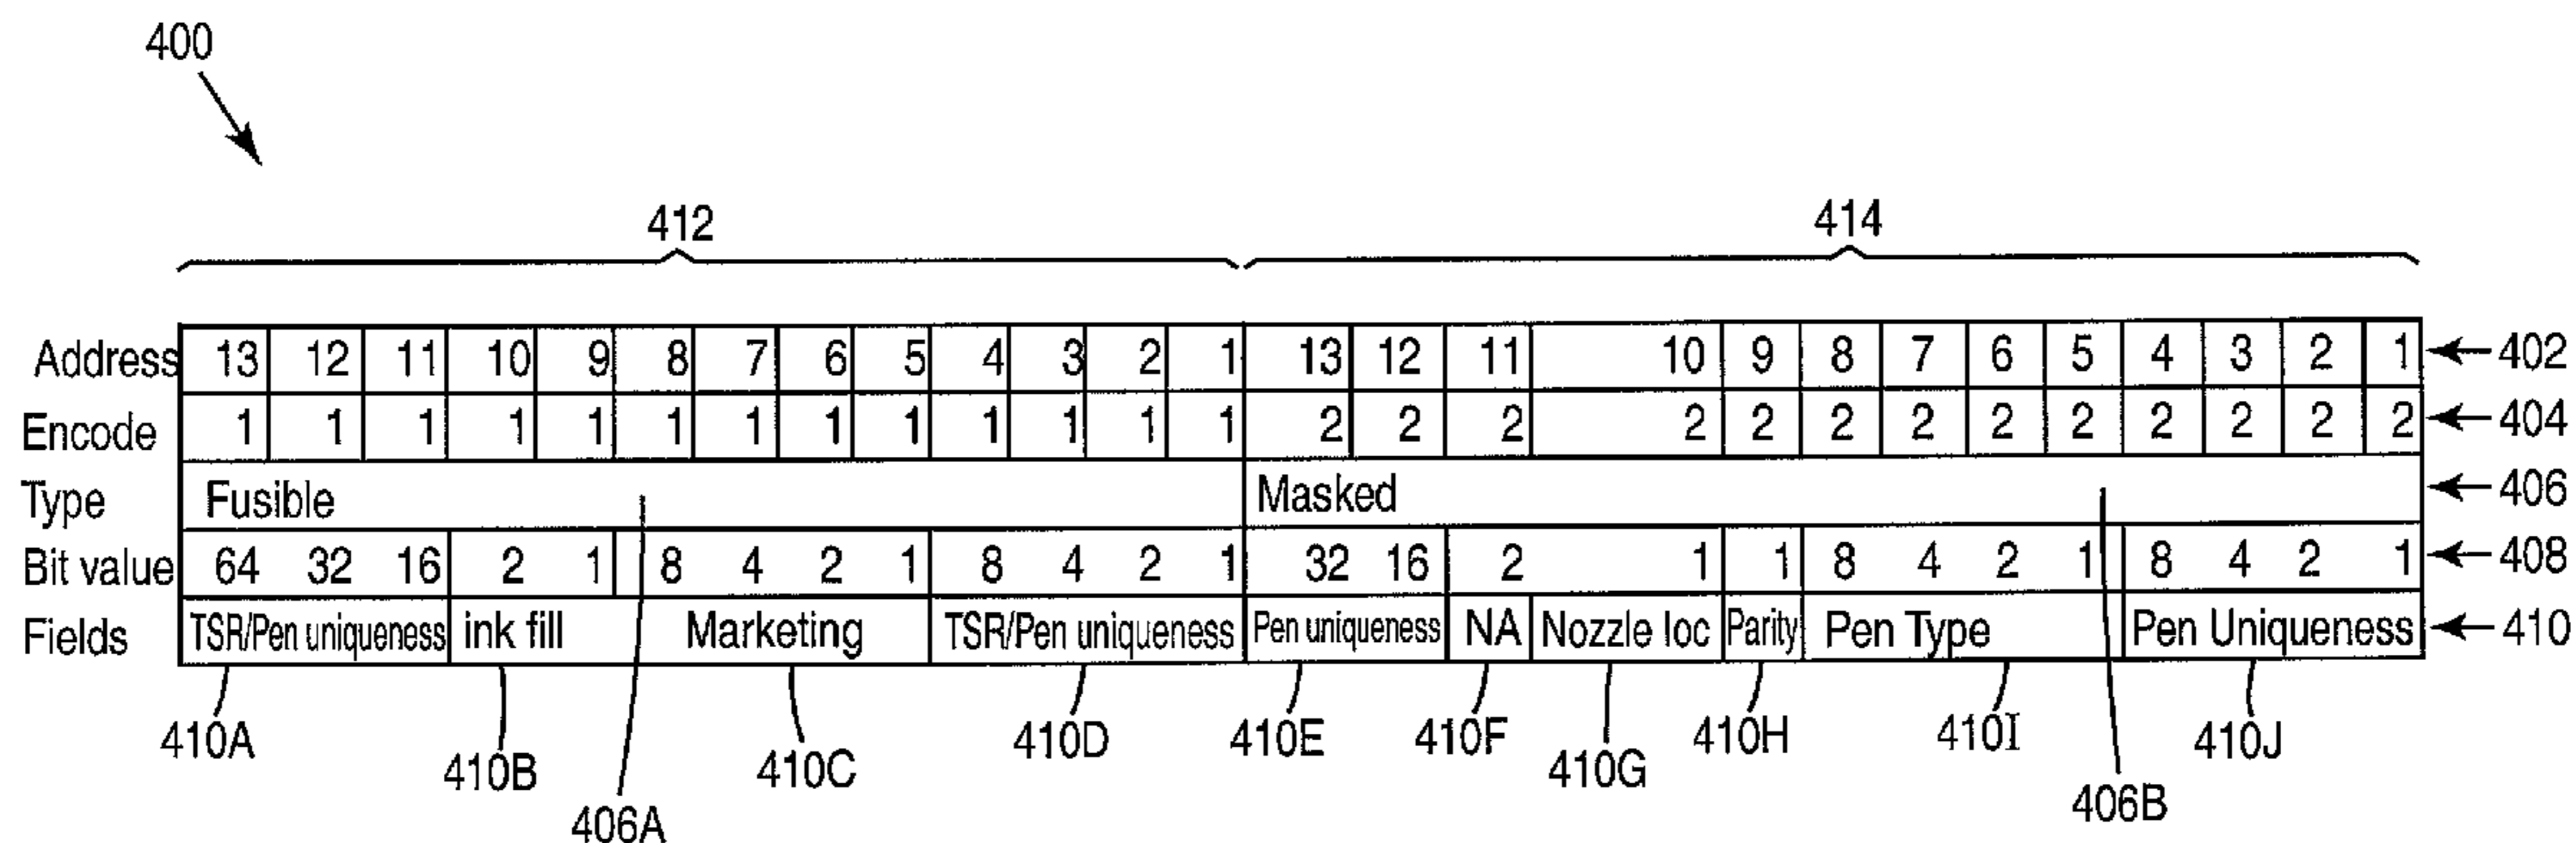 400
412 414
Address 13 12 11 10 9 8 7 6 5 4 3 2 1 13 12 11 10 9 8 7 6 5 4 3 2 1 402
Encode 1 1 1 1 1 1 1 1 1 1 1 1 1 2 2 2 2 2 2 2 2 2 2 2 2 2 404
Type Fusible Masked 406
Bit value 64 32 16 2 1 8 4 2 1 8 4 2 1 32 16 2 1 1 8 4 2 1 8 4 2 1 408
Fields TSR/Pen uniqueness ink fill Marketing TSR/Pen uniqueness Pen uniqueness NA Nozzle loc Parity Pen Type Pen Uniqueness 410
410A 410B 410C 410D 410E 410F 410G 410H 410I 410J
406A 406B